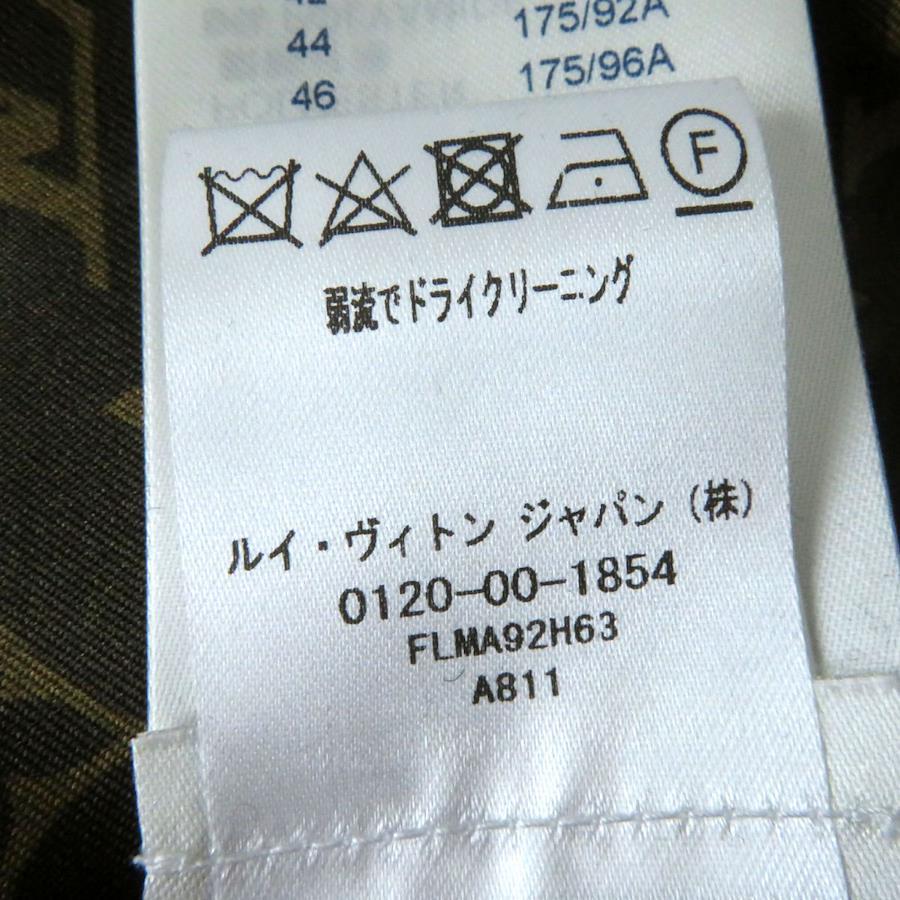 44 175/92A
46 175/96A
F
弱流でドライクリーニング
ルイ・ヴィトン ジャパン (株)
0120-00-1854
FLMA92H63
A811